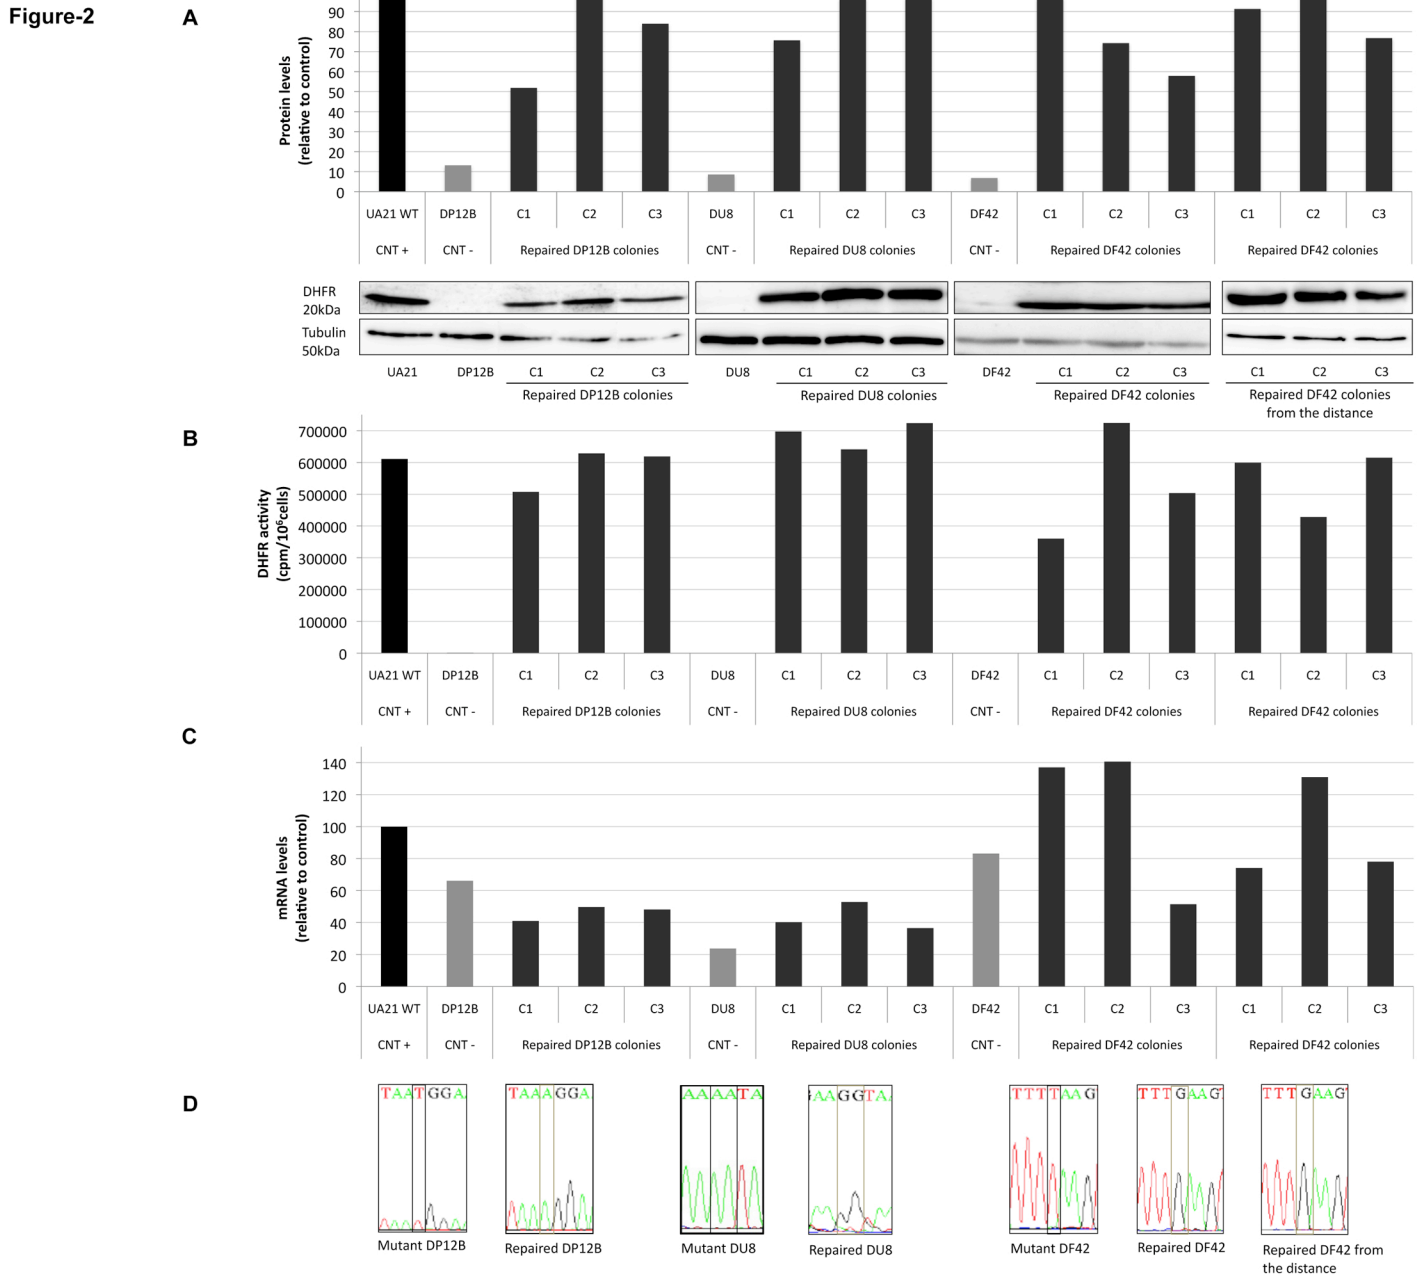 Figure-2
A
Protein levels
(relative to control)
90
80
70
60
50
40
30
20
10
0
UA21 WT DP12B C1 C2 C3 DU8 C1 C2 C3 DF42 C1 C2 C3 C1 C2 C3
CNT + CNT - Repaired DP12B colonies CNT - Repaired DU8 colonies CNT - Repaired DF42 colonies Repaired DF42 colonies
DHFR
20kDa
Tubulin
50kDa
UA21 DP12B C1 C2 C3 DU8 C1 C2 C3 DF42 C1 C2 C3 C1 C2 C3
Repaired DP12B colonies Repaired DU8 colonies Repaired DF42 colonies Repaired DF42 colonies
from the distance
B
DHFR activity
(cpm/10⁶cells)
700000
600000
500000
400000
300000
200000
100000
0
UA21 WT DP12B C1 C2 C3 DU8 C1 C2 C3 DF42 C1 C2 C3 C1 C2 C3
CNT + CNT - Repaired DP12B colonies CNT - Repaired DU8 colonies CNT - Repaired DF42 colonies Repaired DF42 colonies
C
mRNA levels
(relative to control)
140
120
100
80
60
40
20
0
UA21 WT DP12B C1 C2 C3 DU8 C1 C2 C3 DF42 C1 C2 C3 C1 C2 C3
CNT + CNT - Repaired DP12B colonies CNT - Repaired DU8 colonies CNT - Repaired DF42 colonies Repaired DF42 colonies
D
TAATGGA TAAAGGA AAAATA GAAGGTAA TTTTAAG TTTGAAGT TTTGAAGT
Mutant DP12B Repaired DP12B Mutant DU8 Repaired DU8 Mutant DF42 Repaired DF42 Repaired DF42 from
the distance